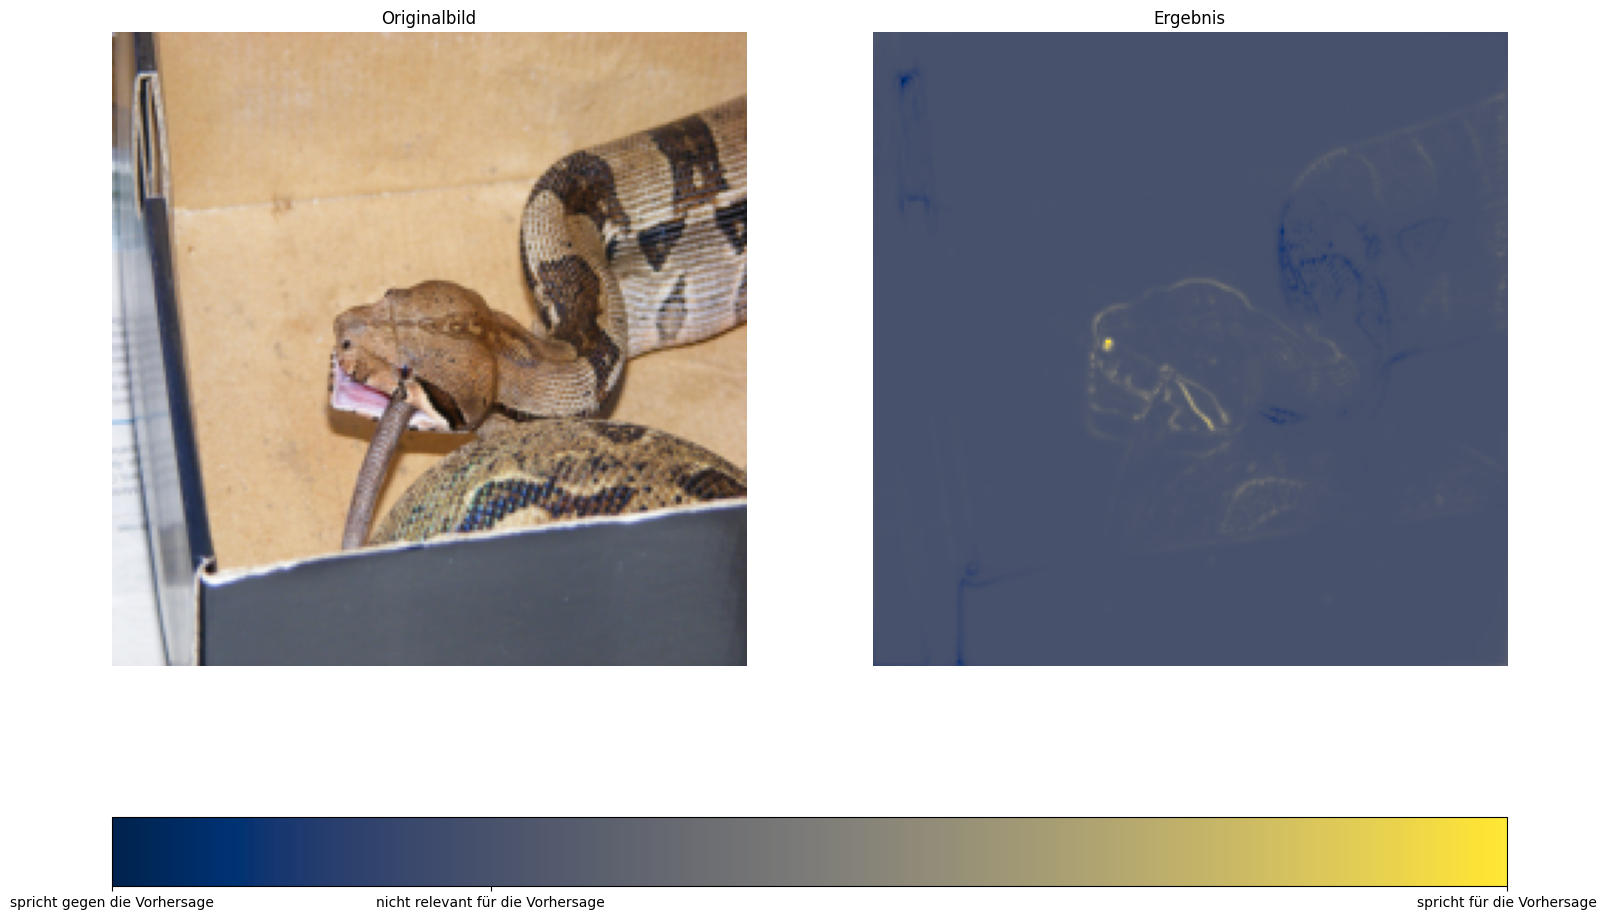 Originalbild
Ergebnis
spricht gegen die Vorhersage
nicht relevant für die Vorhersage
spricht für die Vorhersage